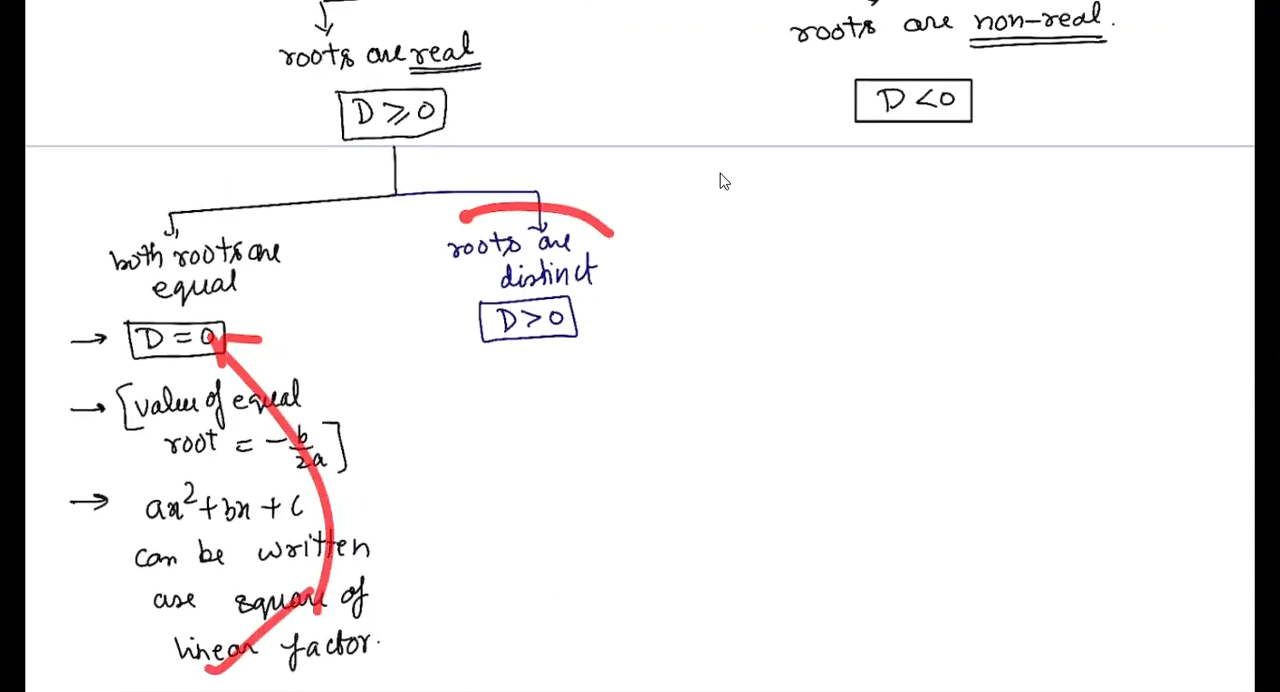 roots are real
D ⩾ 0
roots are non-real.
D < 0
both roots are
equal
→ D = 0
→ [value of equal
root = -b/2a]
→ ax²+bx+c
can be written
are square of
linear factor.
roots are
distinct
D > 0